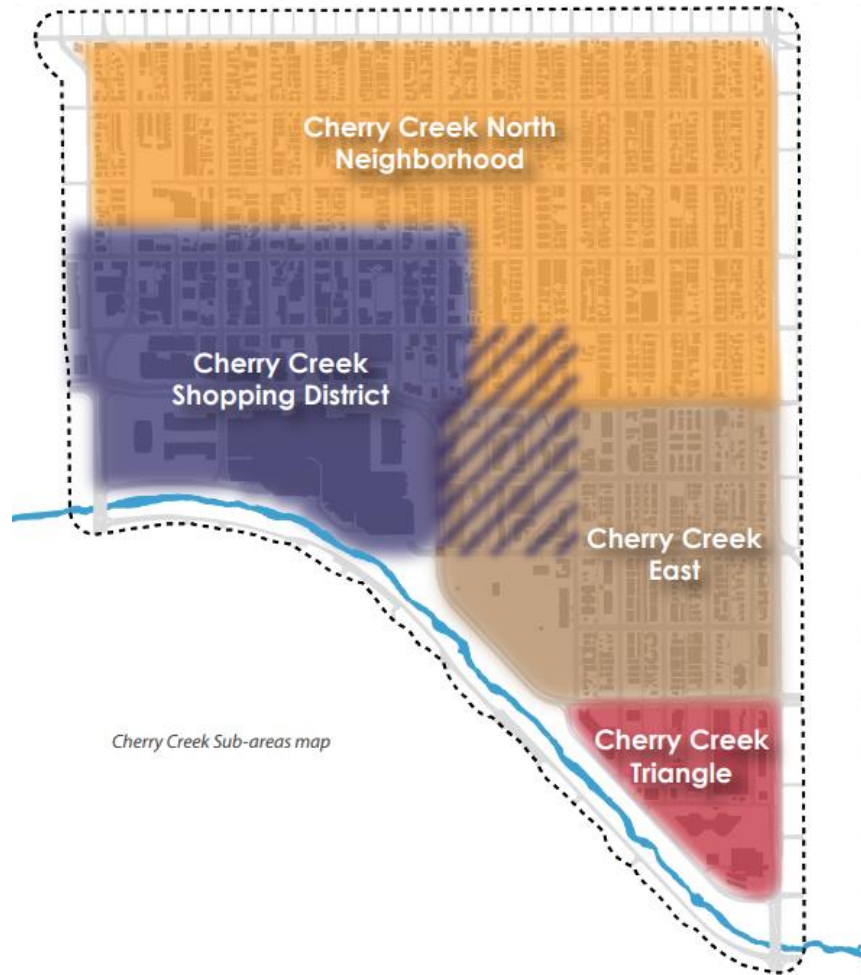 Cherry Creek North
Neighborhood
Cherry Creek
Shopping District
Cherry Creek
East
Cherry Creek
Triangle
Cherry Creek Sub-areas map